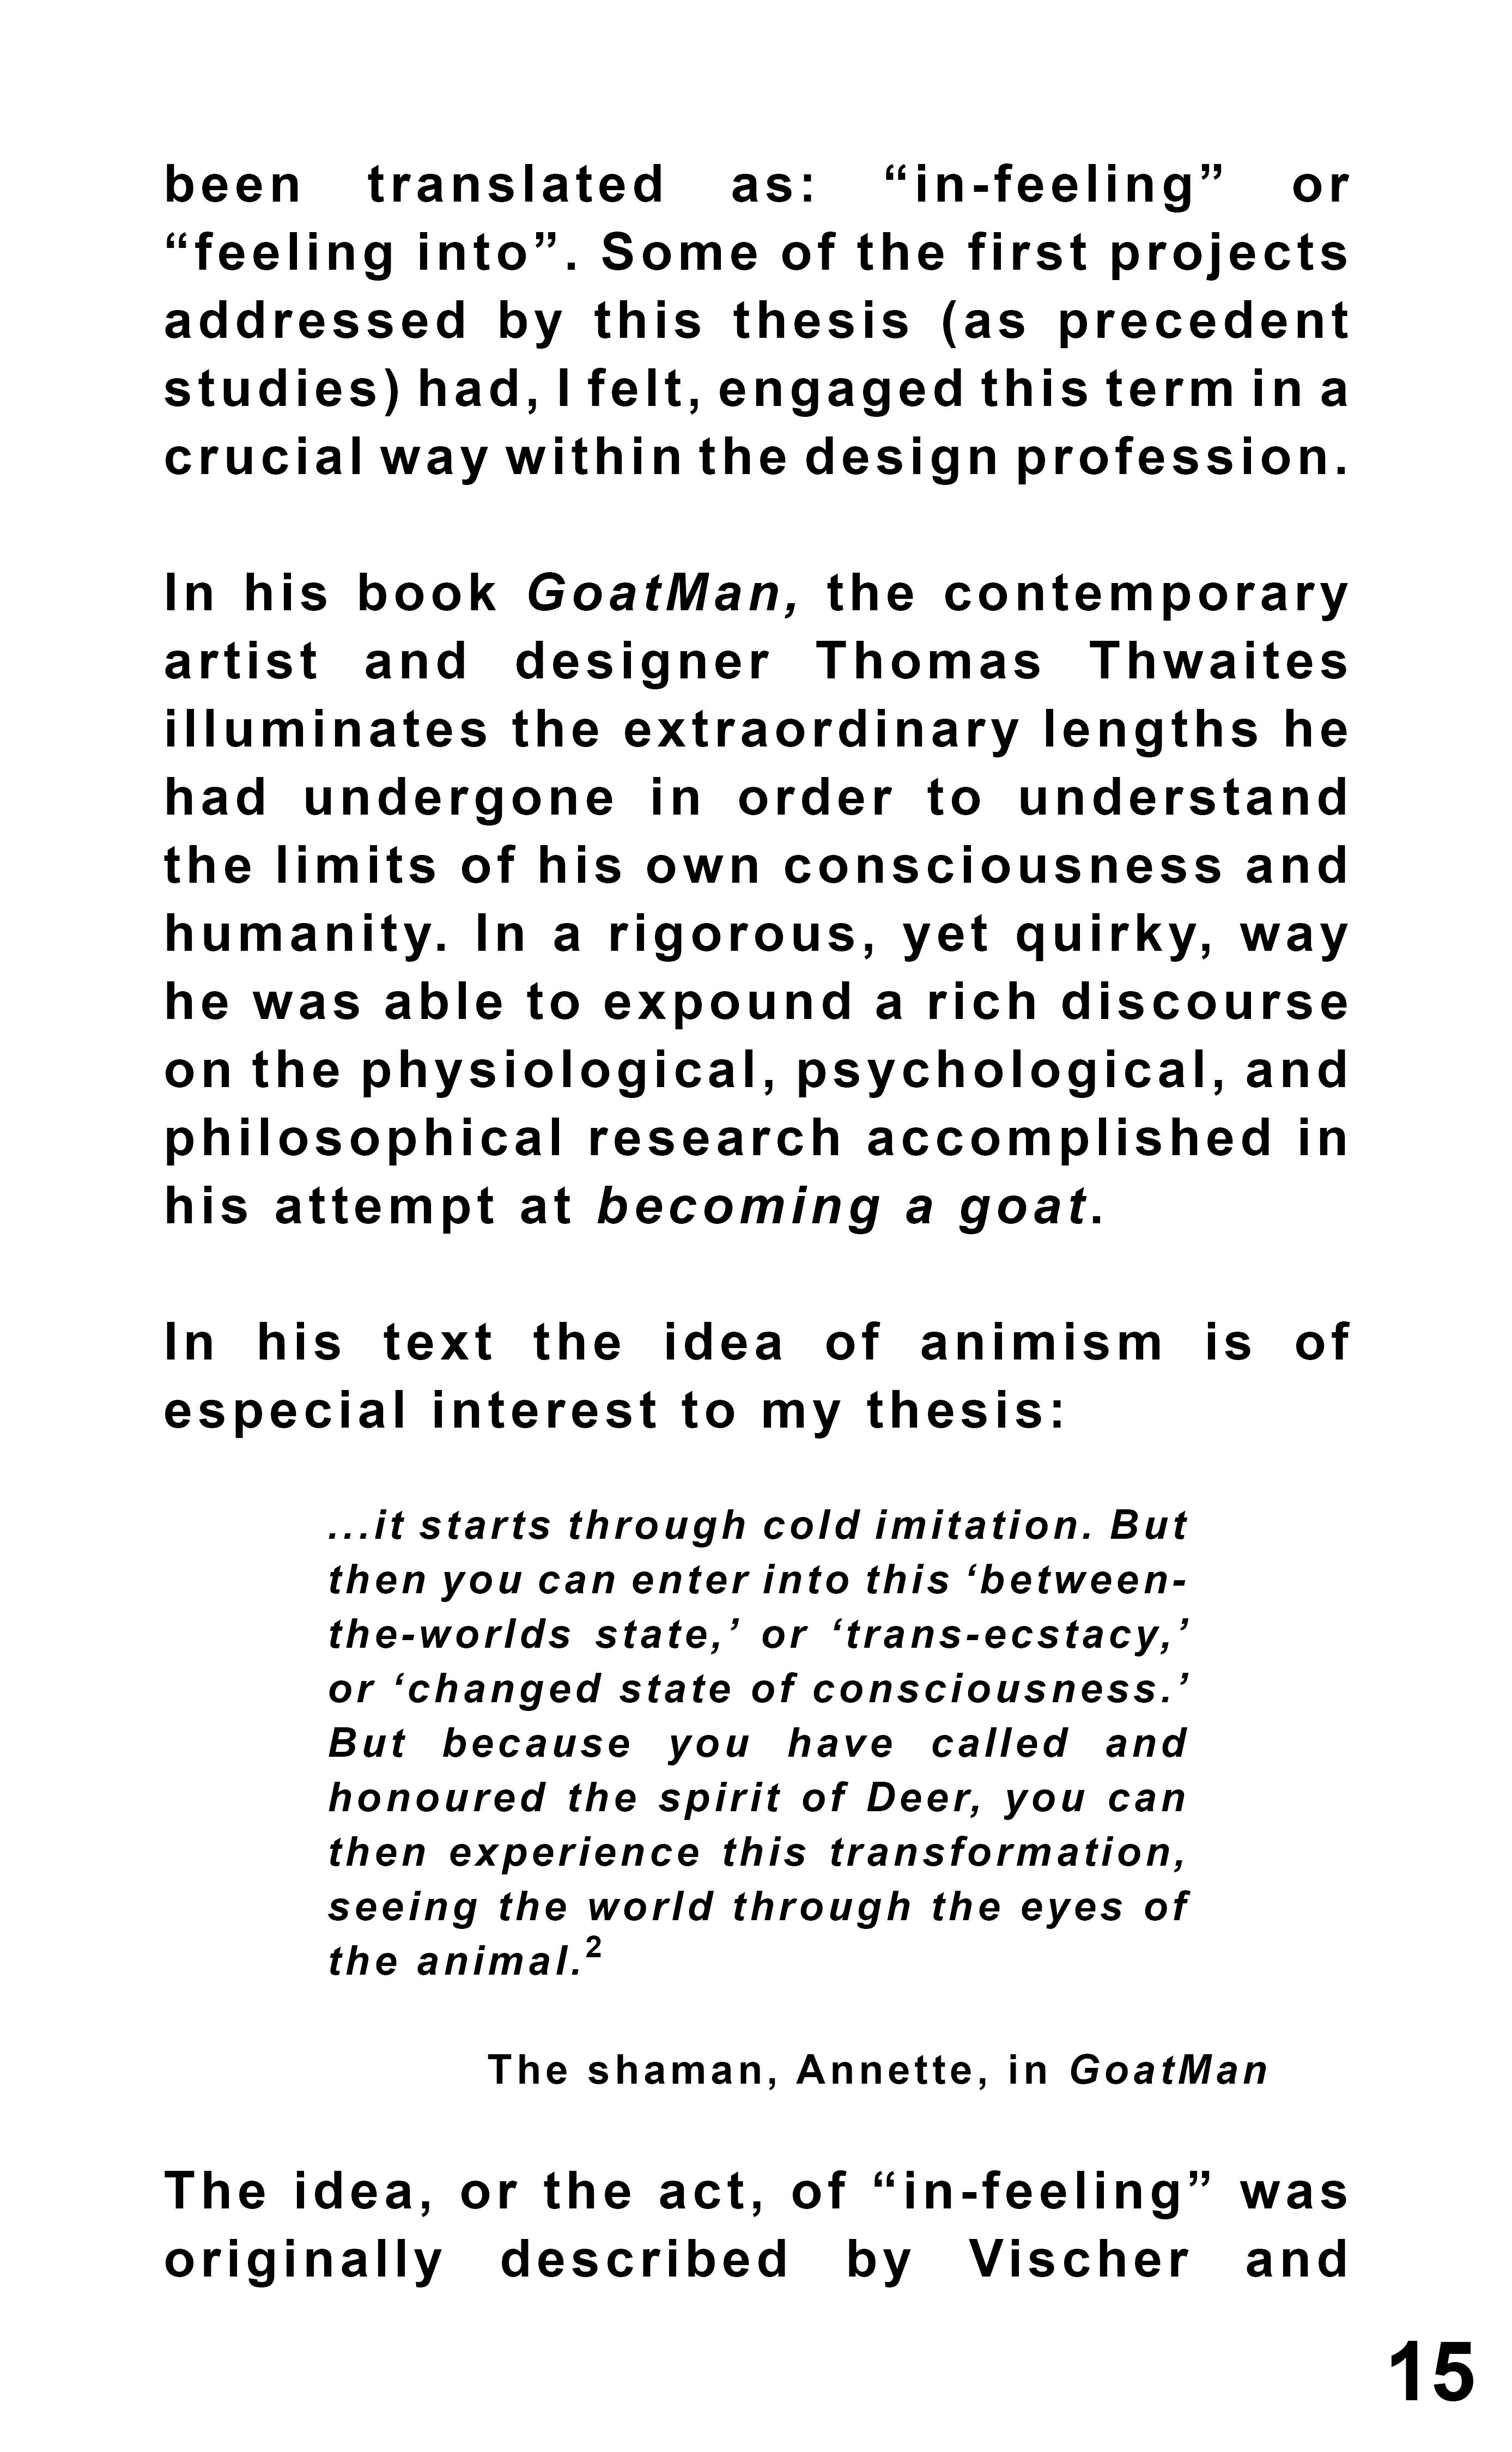 been translated as: “in-feeling” or
“feeling into”. Some of the first projects
addressed by this thesis (as precedent
studies) had, I felt, engaged this term in a
crucial way within the design profession.
In his book GoatMan, the contemporary
artist and designer Thomas Thwaites
illuminates the extraordinary lengths he
had undergone in order to understand
the limits of his own consciousness and
humanity. In a rigorous, yet quirky, way
he was able to expound a rich discourse
on the physiological, psychological, and
philosophical research accomplished in
his attempt at becoming a goat.
In his text the idea of animism is of
especial interest to my thesis:
...it starts through cold imitation. But
then you can enter into this ‘between-
the-worlds state,’ or ‘trans-ecstacy,’
or ‘changed state of consciousness.’
But because you have called and
honoured the spirit of Deer, you can
then experience this transformation,
seeing the world through the eyes of
the animal.2
The shaman, Annette, in GoatMan
The idea, or the act, of “in-feeling” was
originally described by Vischer and
15